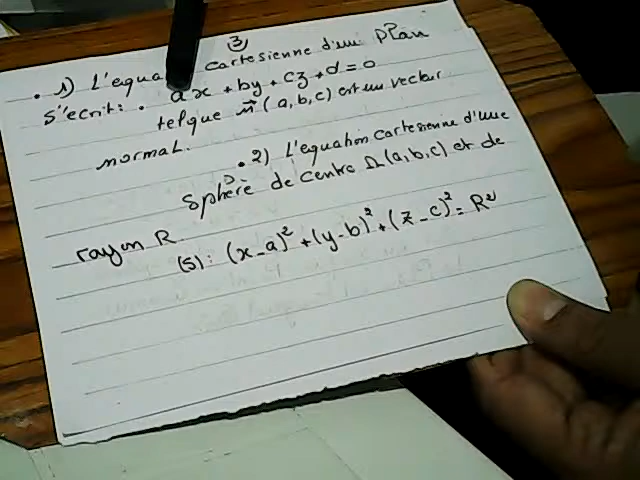 3
. 1) L'equa cartesienne d'un Plan
s'ecrit: . ax + by + cz + d = 0
telque n⃗ (a, b, c) est un vecteur
normal.
. 2) L'equation cartesienne d'une
Sphère de centre Ω(a, b, c) et de
rayon R.
(S): (x-a)² + (y-b)² + (z-c)² = R²